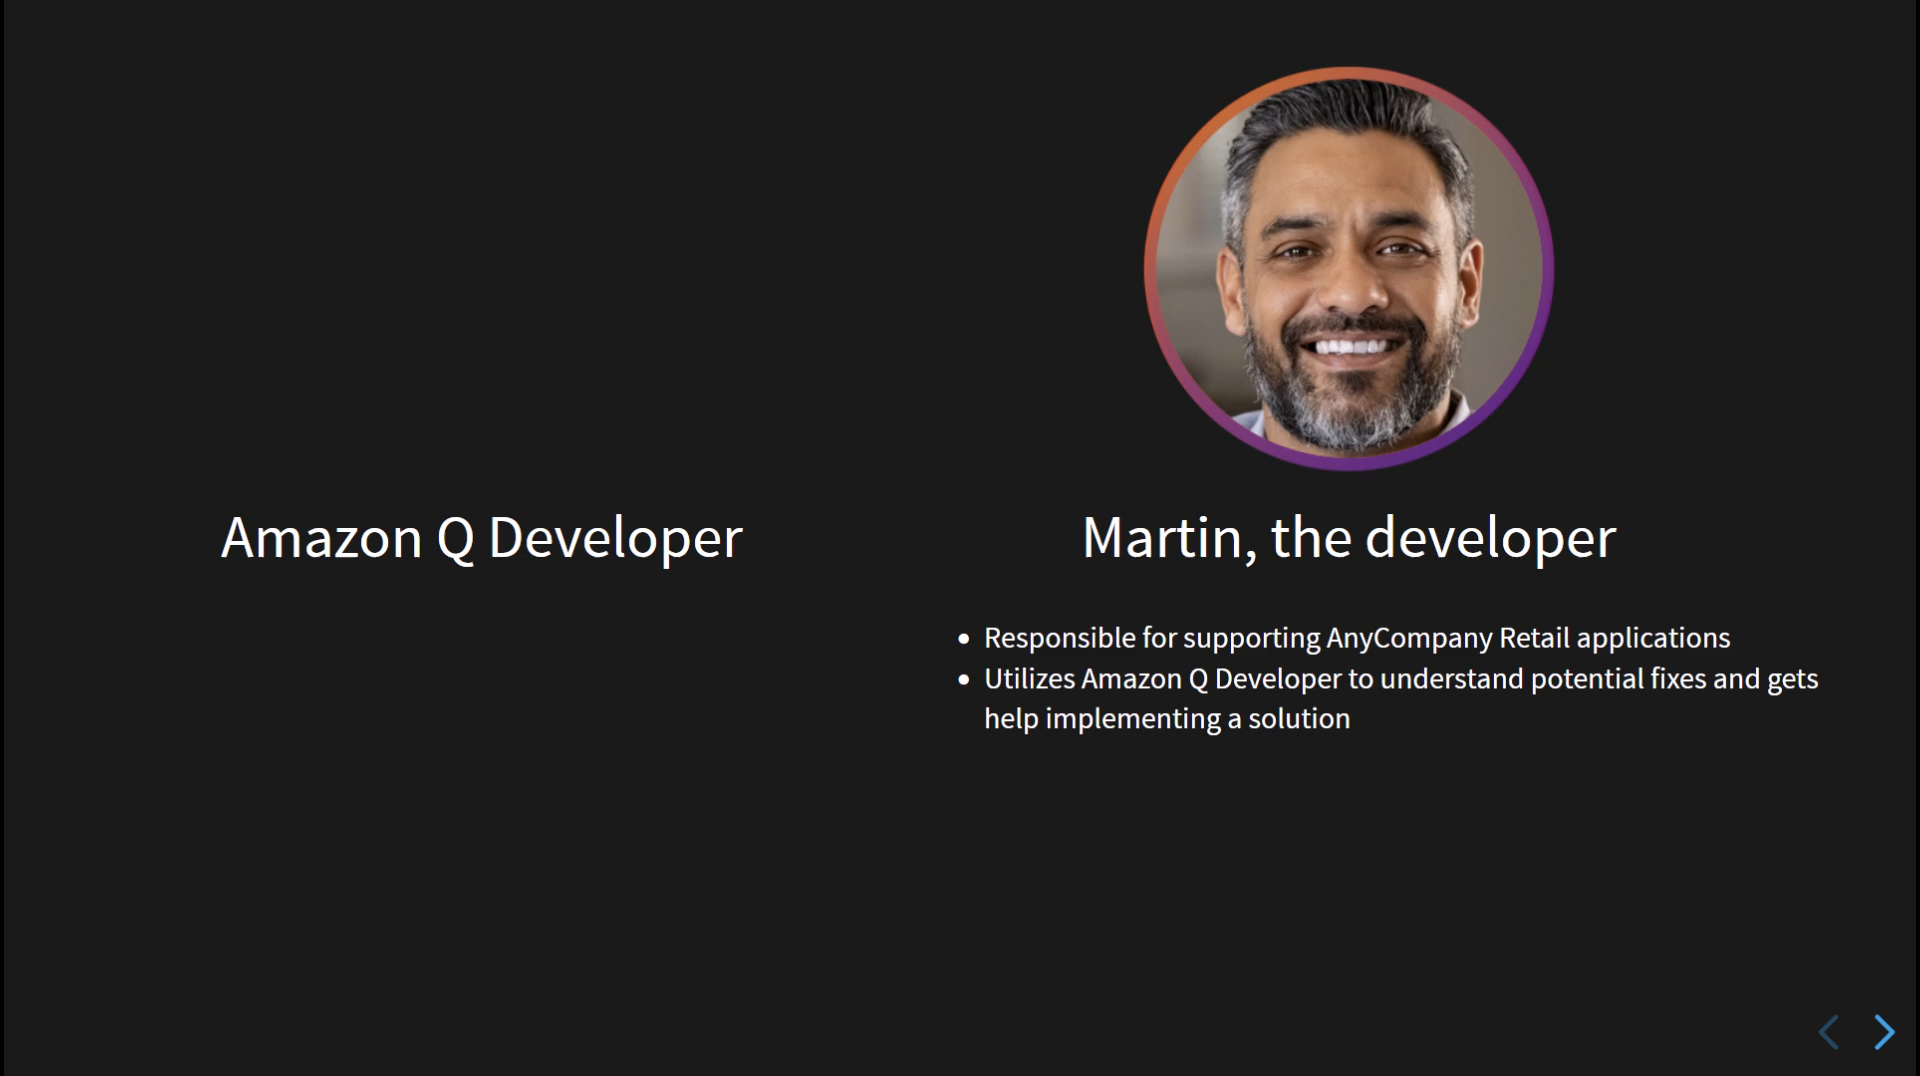 Amazon Q Developer
Martin, the developer
• Responsible for supporting AnyCompany Retail applications
• Utilizes Amazon Q Developer to understand potential fixes and gets
help implementing a solution